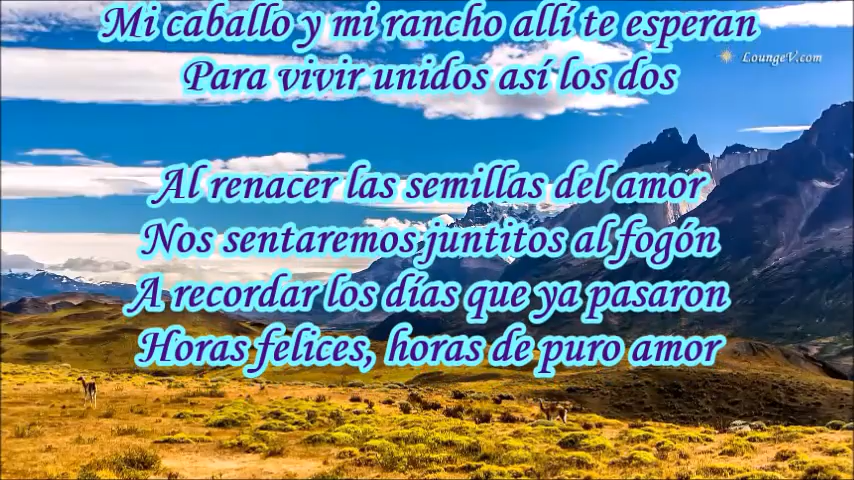 Mi caballo y mi rancho allí te esperan
LoungeV.com
Para vivir unidos así los dos
Al renacer las semillas del amor
Nos sentaremos juntitos al fogón
A recordar los días que ya pasaron
Horas felices, horas de puro amor